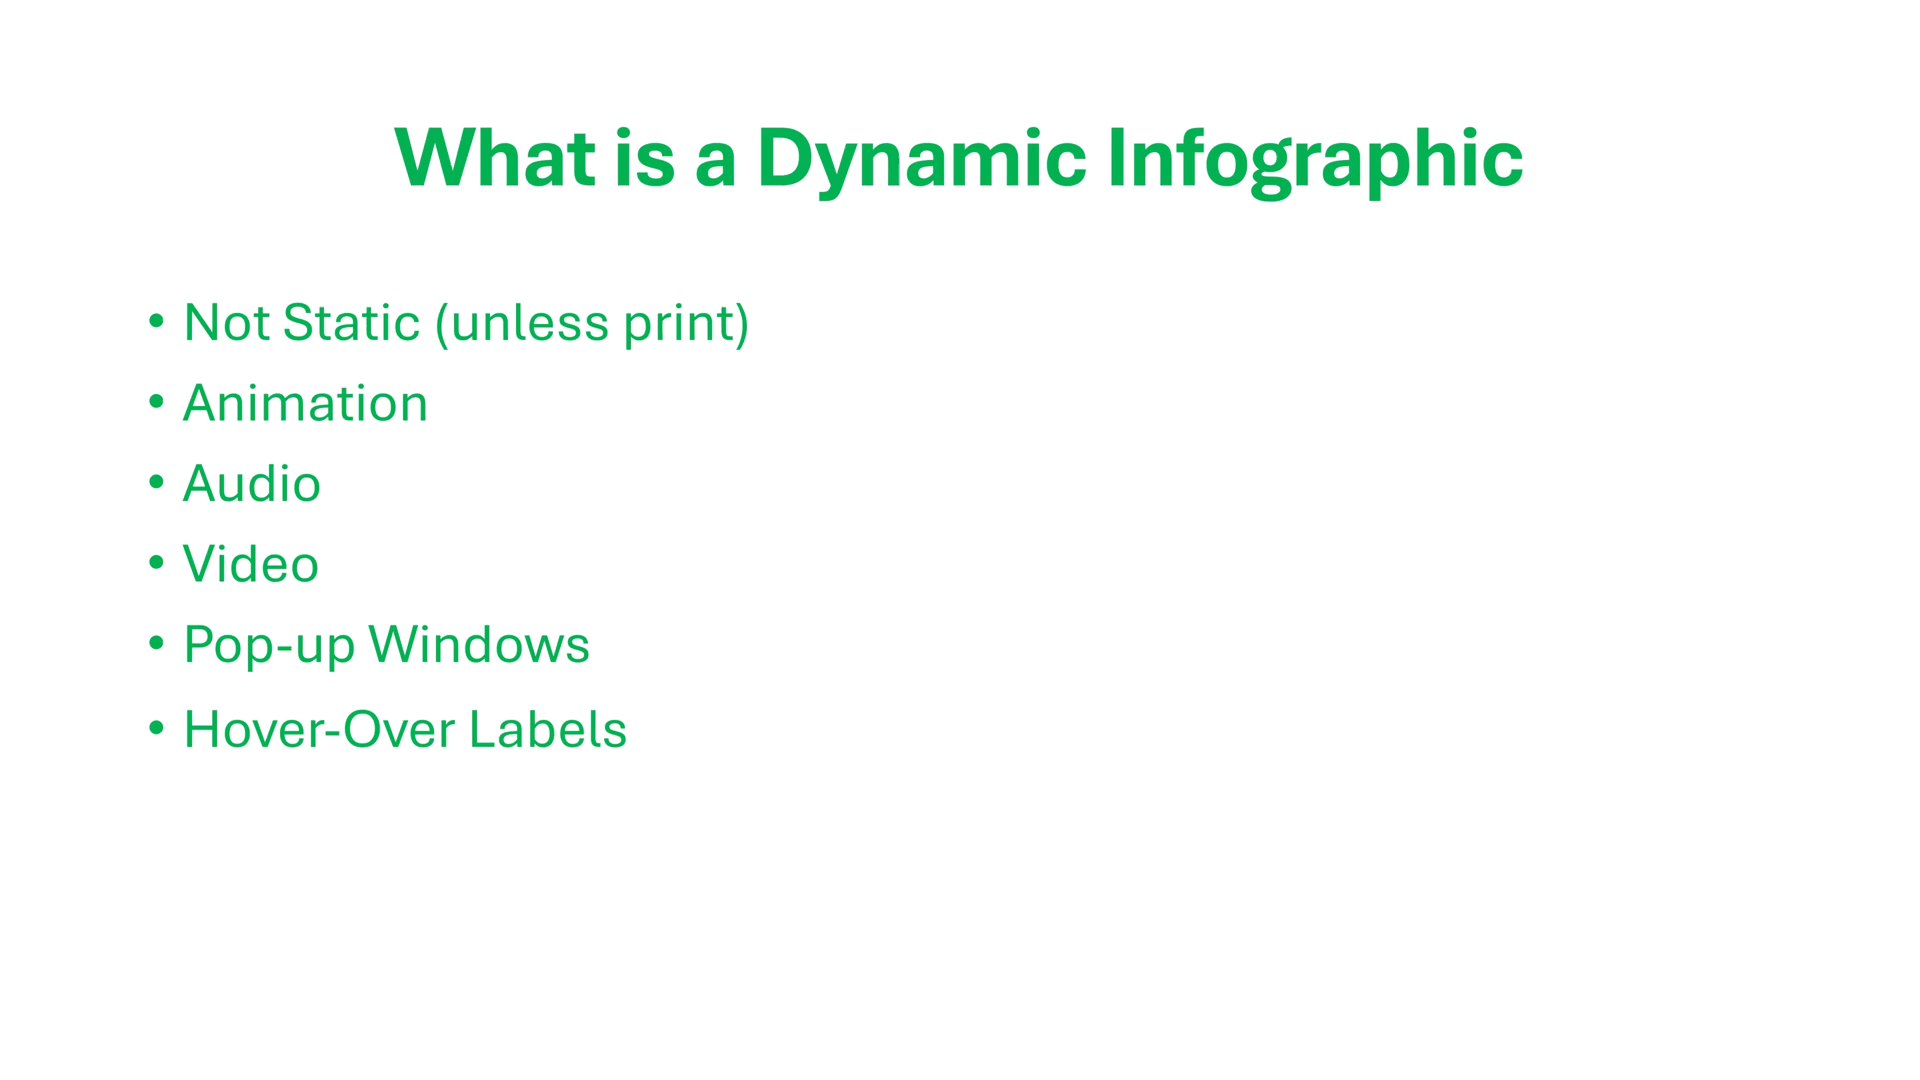 What is a Dynamic Infographic
• Not Static (unless print)
• Animation
• Audio
• Video
• Pop-up Windows
• Hover-Over Labels